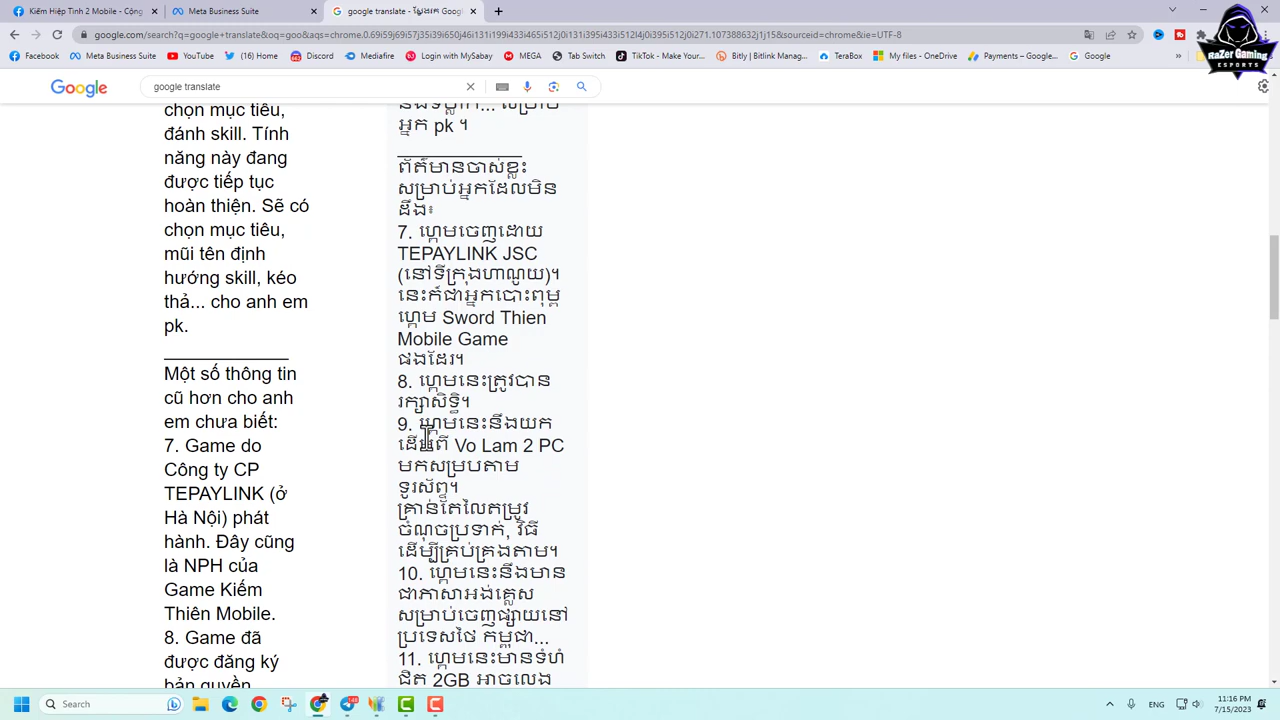 Kiếm Hiệp Tình 2 Mobile - Cộng
Meta Business Suite
google translate - ស្វែងរក Googl
google.com/search?q=google+translate&oq=goo&aqs=chrome.0.69i59j69i57j35i39i650j46i131i199i433i465i512j0i131i433i512j0i395i512l2j0i271.107388632j1j15&sourceid=chrome&ie=UTF-8
Facebook
Meta Business Suite
YouTube
(16) Home
Discord
Mediafire
Login withMySabay
MEGA
Tab Switch
TikTok - Make Your...
Bitly | Bitlink Manag...
TeraBox
My files - OneDrive
Payments – Google...
Google
RaZer Gaming
ESPORTS
Google
google translate
chọn mục tiêu,
đánh skill. Tính
năng này đang
được tiếp tục
hoàn thiện. Sẽ có
chọn mục tiêu,
mũi tên định
hướng skill, kéo
thả... cho anh em
pk.
Một số thông tin
cũ hơn cho anh
em chưa biết:
7. Game do
Công ty CP
TEPAYLINK (ở
Hà Nội) phát
hành. Đây cũng
là NPH của
Game Kiếm
Thiên Mobile.
8. Game đã
được đăng ký
bản quyền
និងទម្លាក់... សម្រាប់
អ្នក pk ។
ព័ត៌មានចាស់ខ្លះ
សម្រាប់អ្នកដែលមិន
ដឹង៖
7. ហ្គេមចេញដោយ
TEPAYLINK JSC
(នៅទីក្រុងហាណូយ)។
នេះក៍ជាអ្នកបោះពុម្ព
ហ្គេម Sword Thien
Mobile Game
ផងដែរ។
8. ហ្គេមនេះត្រូវបាន
រក្សាសិទ្ធិ។
9. ហ្គេមនេះនឹងយក
ដើមពី Vo Lam 2 PC
មកសម្របតាម
ទូរស័ព្ទ។
គ្រាន់តែលៃតម្រូវ
ចំណុចប្រទាក់, វិធី
ដើម្បីគ្រប់គ្រងតាម។
10. ហ្គេមនេះនឹងមាន
ជាភាសាអង់គ្លេស
សម្រាប់ចេញផ្សាយនៅ
ប្រទេសថៃ កម្ពុជា...
11. ហ្គេមនេះមានទំហំ
ជិត 2GB អាចលេង
Search
ENG
11:16 PM
7/15/2023